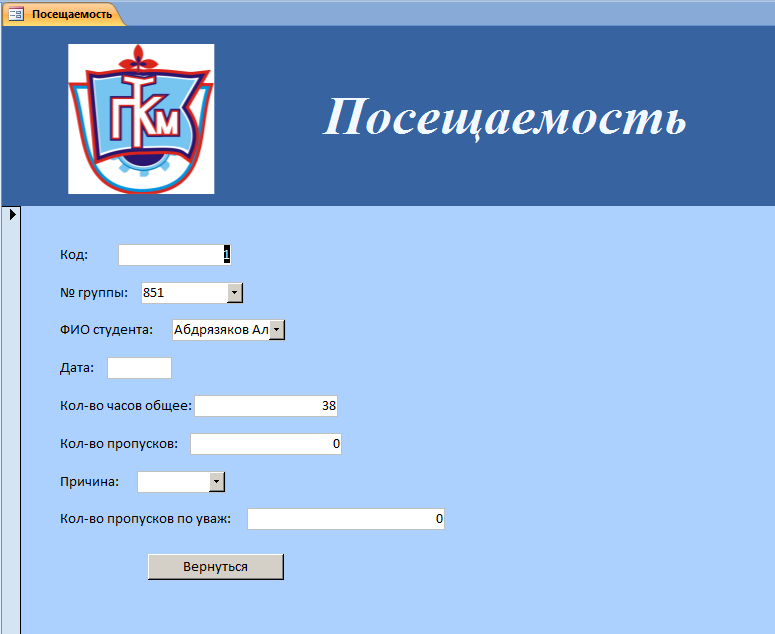 Посещаемость
ГКМ
Посещаемость
Код: 1
№ группы: 851
ФИО студента: Абдрязяков Ал
Дата:
Кол-во часов общее: 38
Кол-во пропусков: 0
Причина:
Кол-во пропусков по уваж: 0
Вернуться